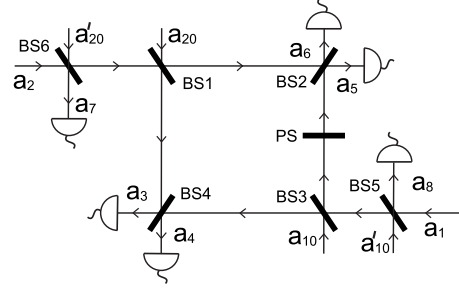 BS6 a'20 a20 a6
a2 BS1 BS2 a5
a7
PS
a3 BS4 BS3 BS5 a8
a4 a10 a'10 a1